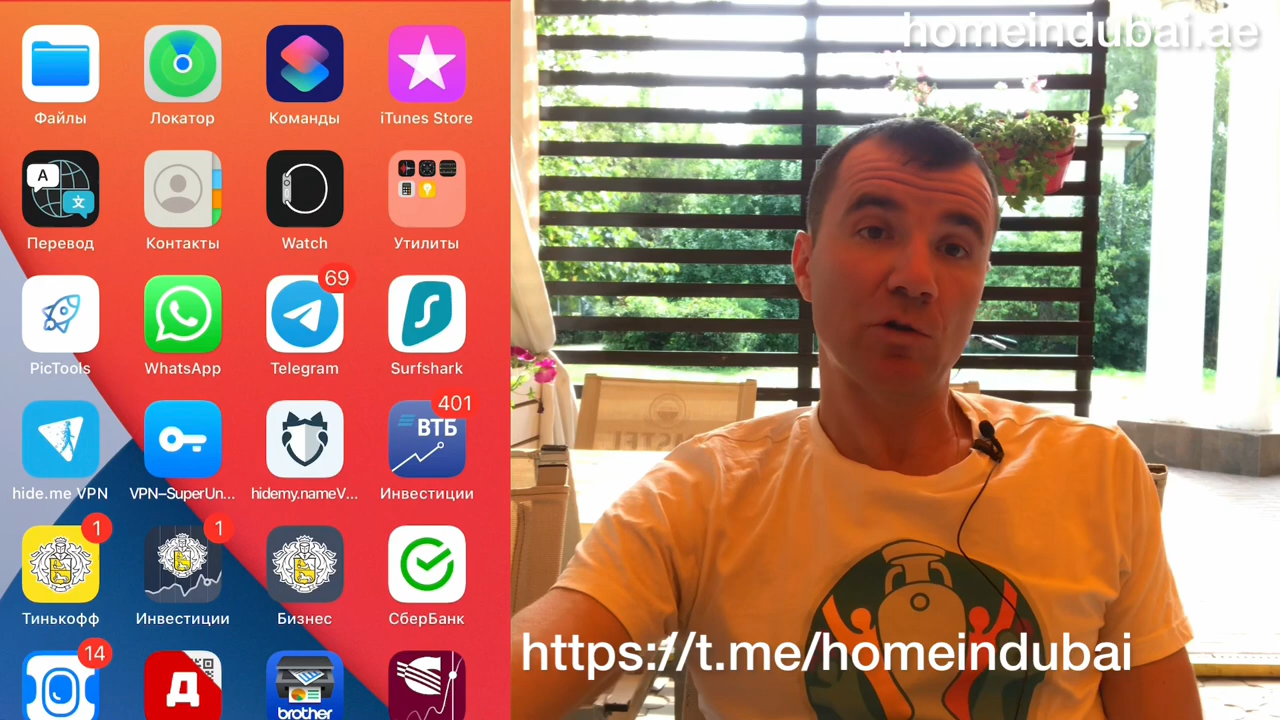 homeindubai.ae
Файлы
Локатор
Команды
iTunes Store
A
文
Перевод
Контакты
Watch
Утилиты
69
PicTools
WhatsApp
Telegram
Surfshark
401
ВТБ
hide.me VPN
VPN–SuperUn...
hidemy.nameV...
Инвестиции
1
1
Тинькофф
Инвестиции
Бизнес
СберБанк
14
Д
brother
https://t.me/homeindubai